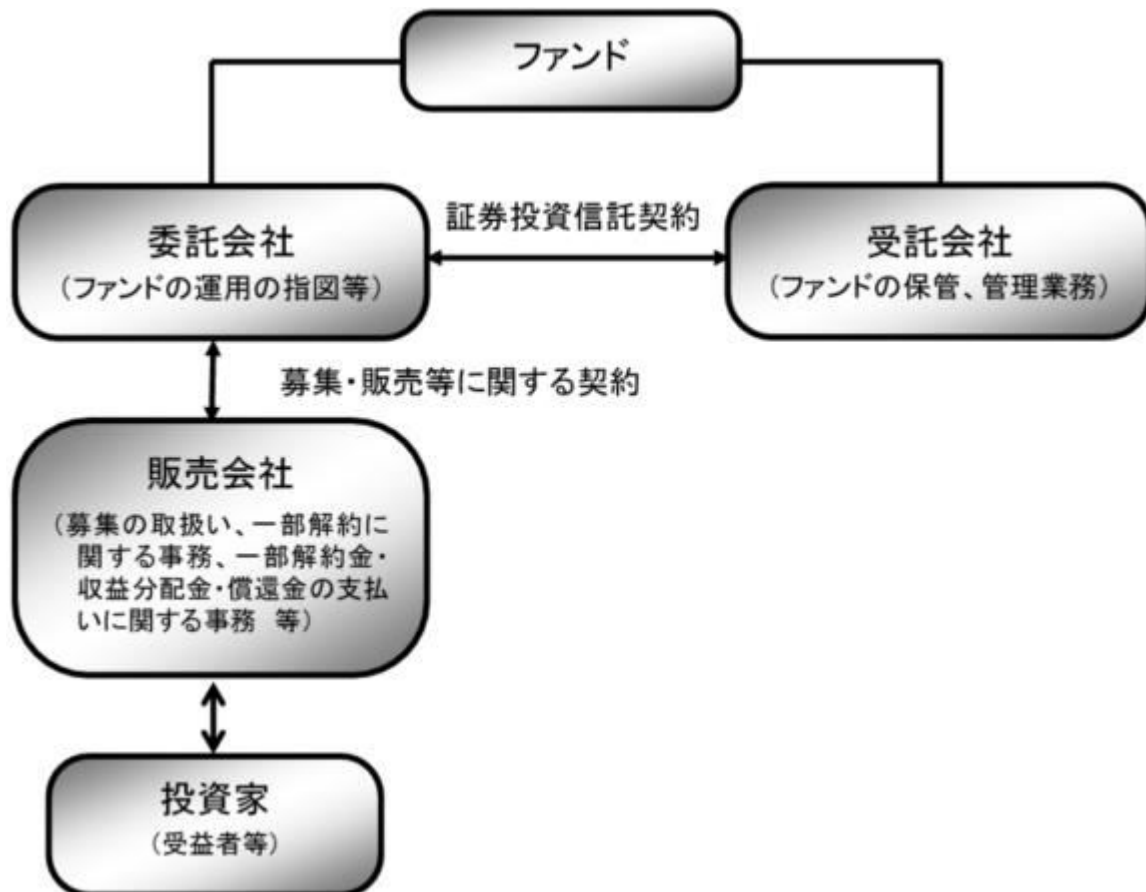 ファンド
委託会社
（ファンドの運用の指図等）
証券投資信託契約
受託会社
（ファンドの保管、管理業務）
募集・販売等に関する契約
販売会社
（募集の取扱い、一部解約に
関する事務、一部解約金・
収益分配金・償還金の支払
いに関する事務　等）
投資家
（受益者等）